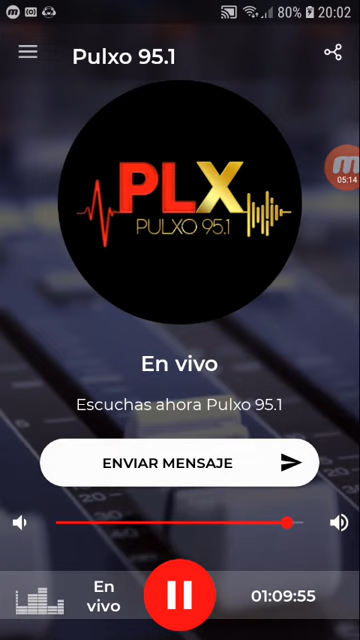 80% 20:02
Pulxo 95.1
PLX
PULXO 95.1
05:14
En vivo
Escuchas ahora Pulxo 95.1
ENVIAR MENSAJE
En
vivo
01:09:55